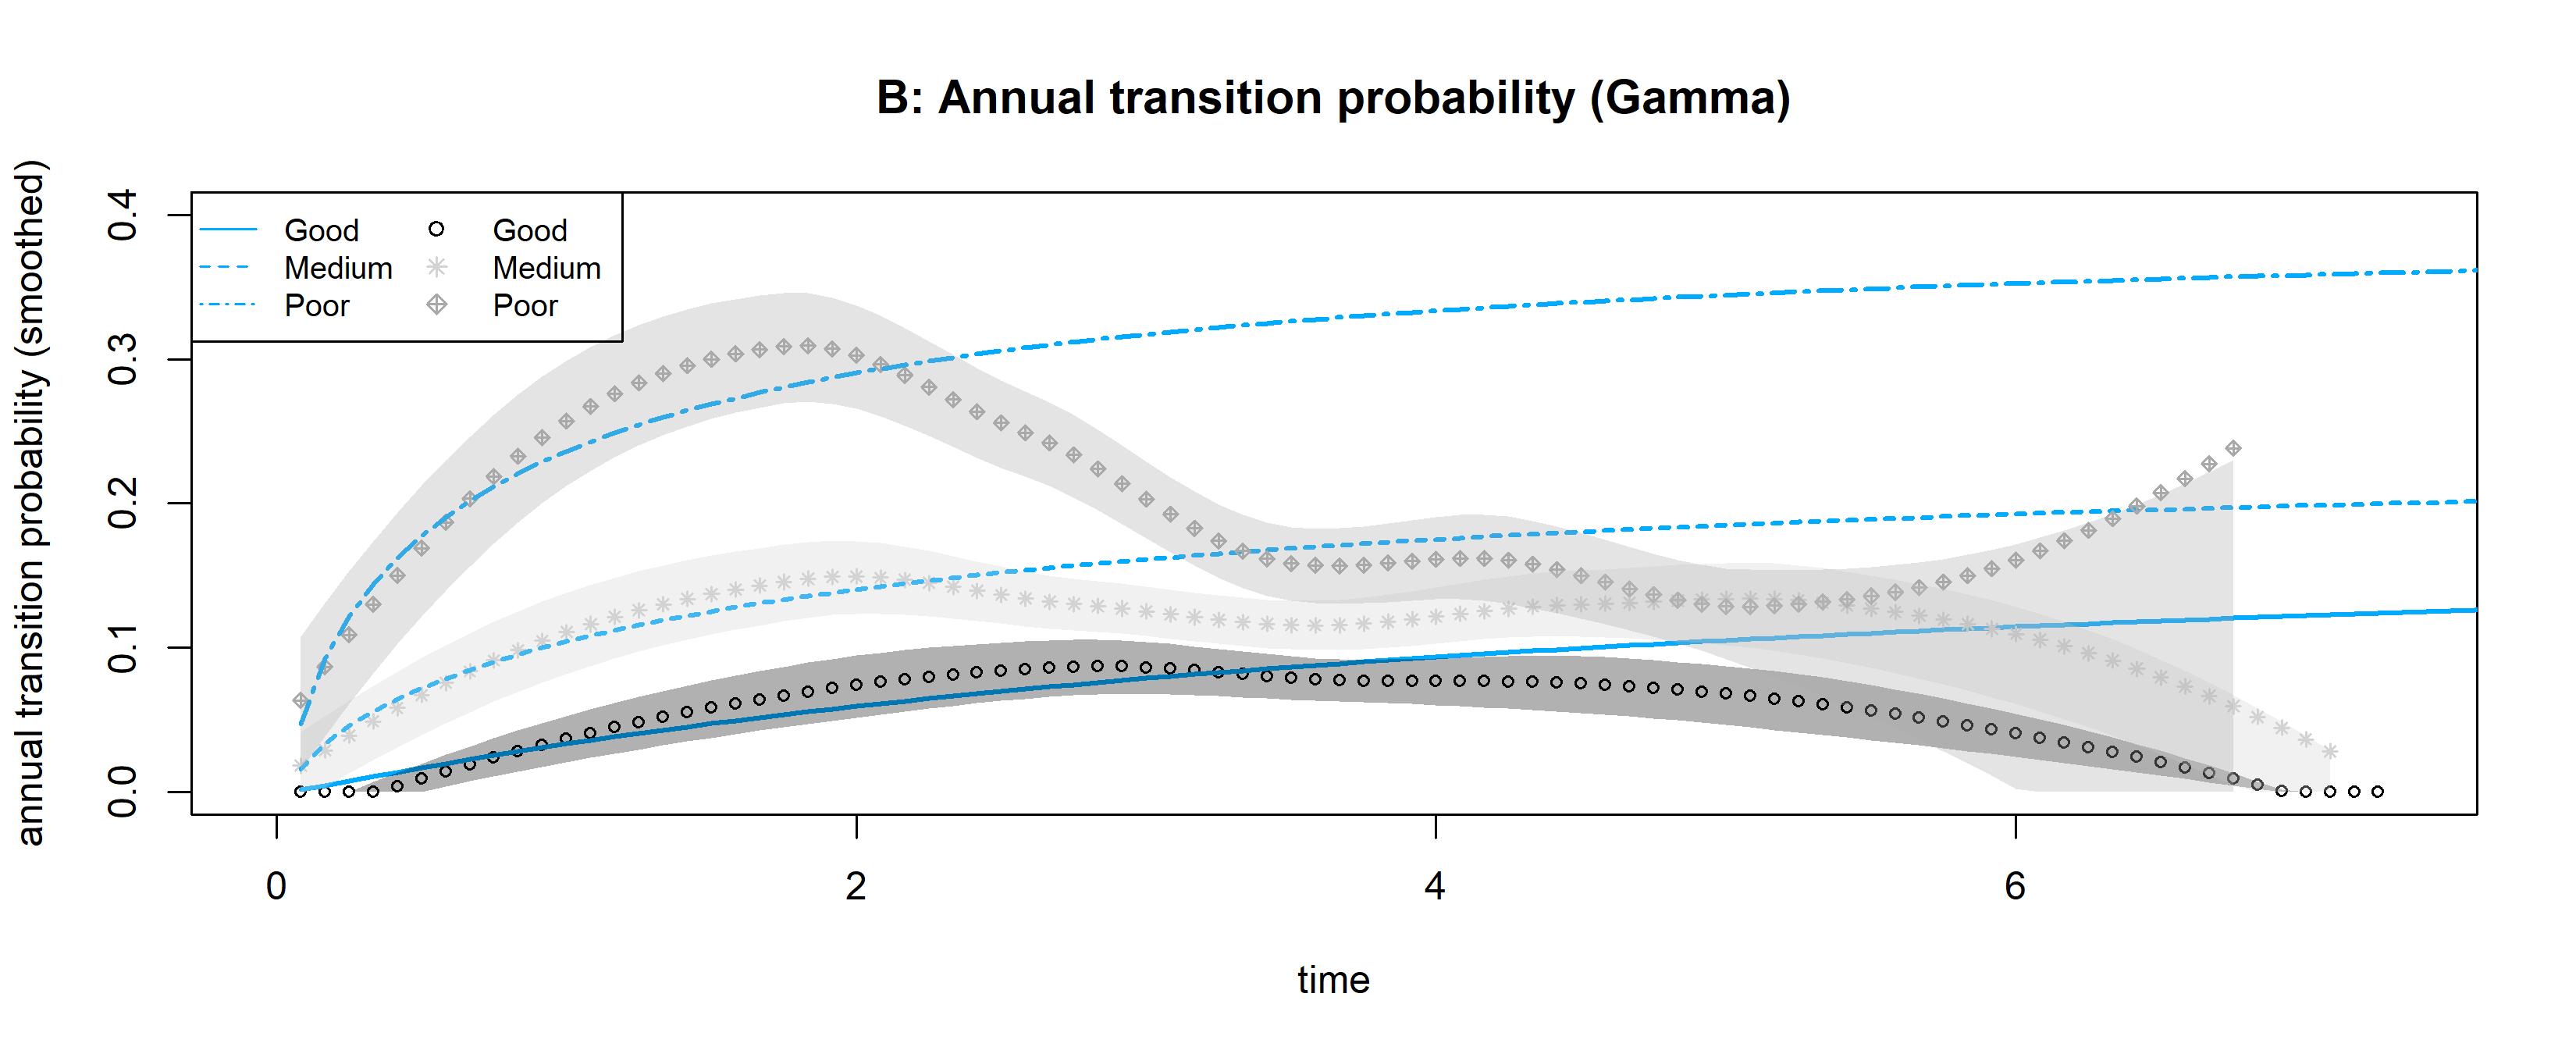 B: Annual transition probability (Gamma)
annual transition probability (smoothed)
0.4
0.3
0.2
0.1
0.0
Good Good
Medium Medium
Poor Poor
0 2 4 6
time